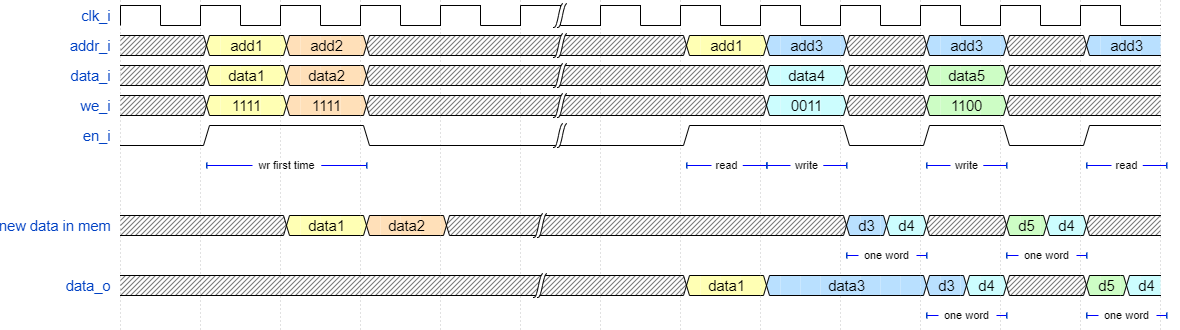 clk_i
addr_i add1 add2 add1 add3 add3 add3
data_i data1 data2 data4 data5
we_i 1111 1111 0011 1100
en_i
wr first time read write write read
new data in mem data1 data2 d3 d4 d5 d4
one word one word
data_o data1 data3 d3 d4 d5 d4
one word one word